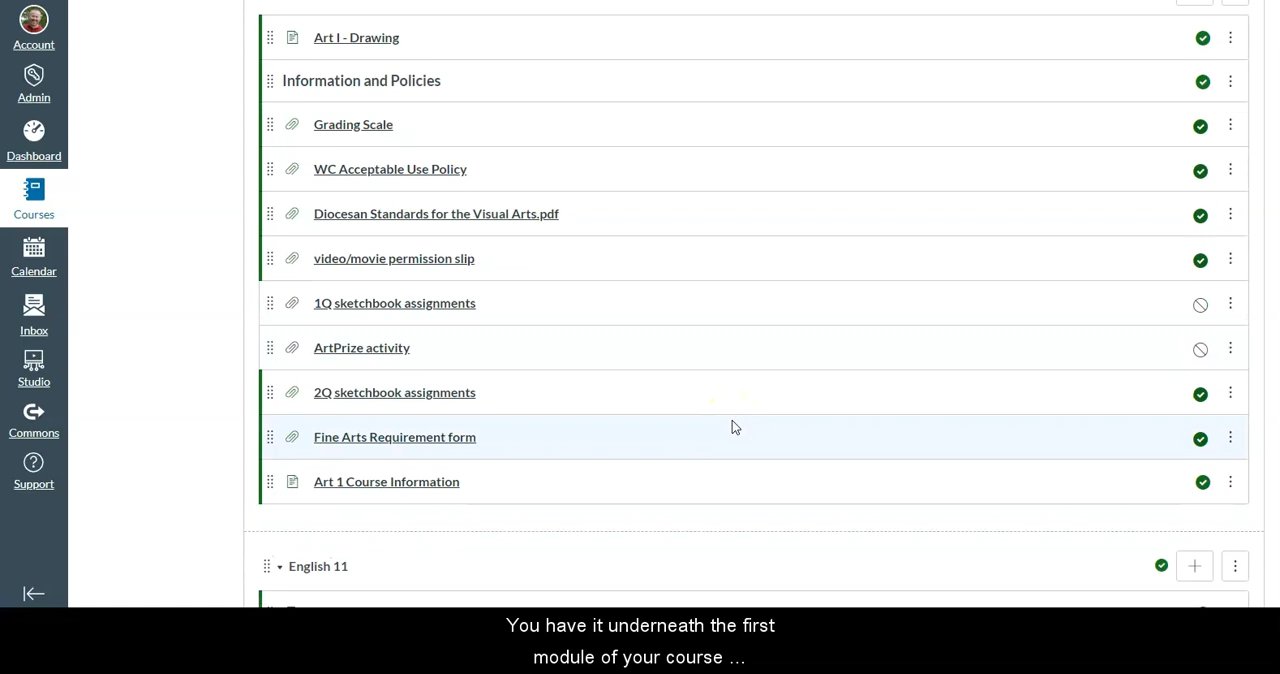 Account
Admin
Dashboard
Courses
Calendar
Inbox
Studio
Commons
Support
Art I - Drawing
Information and Policies
Grading Scale
WC Acceptable Use Policy
Diocesan Standards for the Visual Arts.pdf
video/movie permission slip
1Q sketchbook assignments
ArtPrize activity
2Q sketchbook assignments
Fine Arts Requirement form
Art 1 Course Information
English 11
You have it underneath the first
module of your course ...